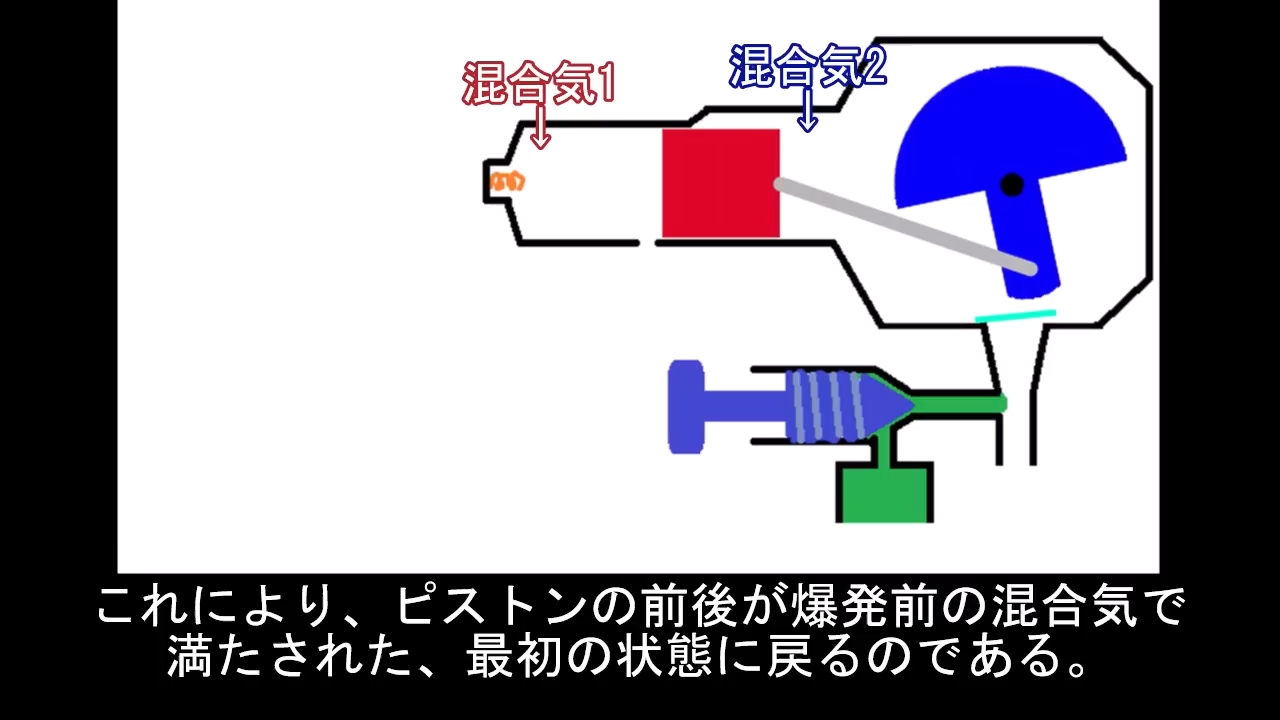 混合気1
↓
混合気2
↓
これにより、ピストンの前後が爆発前の混合気で
満たされた、最初の状態に戻るのである。